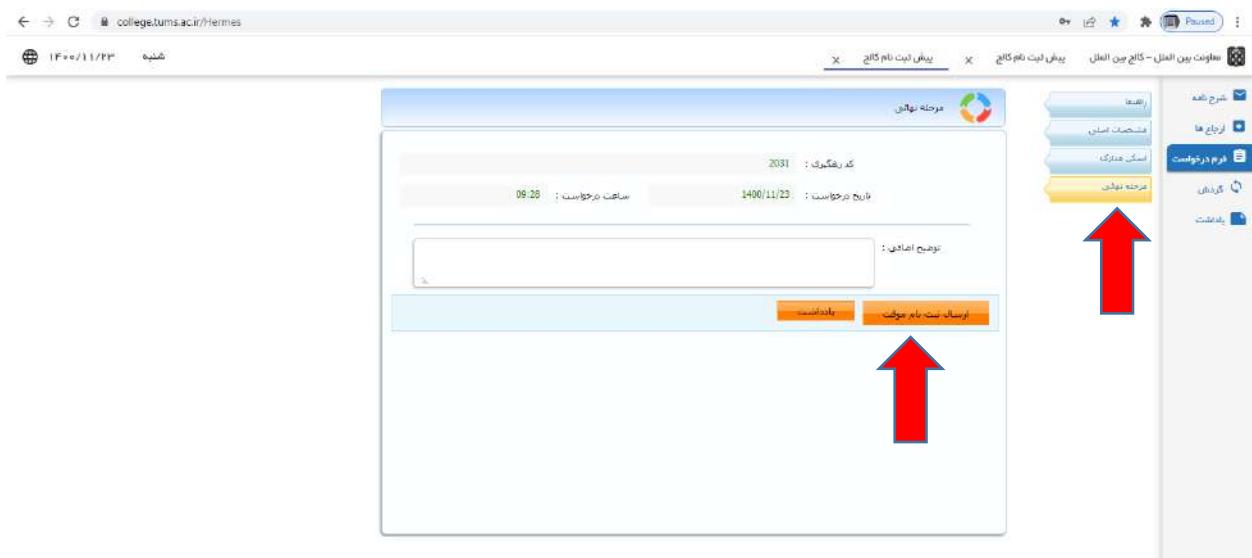 college.tums.ac.ir/Hermes
Paused
معاونت بین الملل - کالج بین الملل
پیش ثبت نام کالج
پیش ثبت نام کالج
شنبه
۱۴۰۰/۱۱/۲۳
شرح نامه
ارجاع ها
فرم درخواست
گردش
یادداشت
راهنما
مشخصات اصلی
اسکن مدارک
مرحله نهائی
مرحله نهائی
کد رهگیری : 2031
تاریخ درخواست : 1400/11/23
ساعت درخواست : 09:28
توضیح اضافی :
ارسال ثبت نام موقت
یادداشت